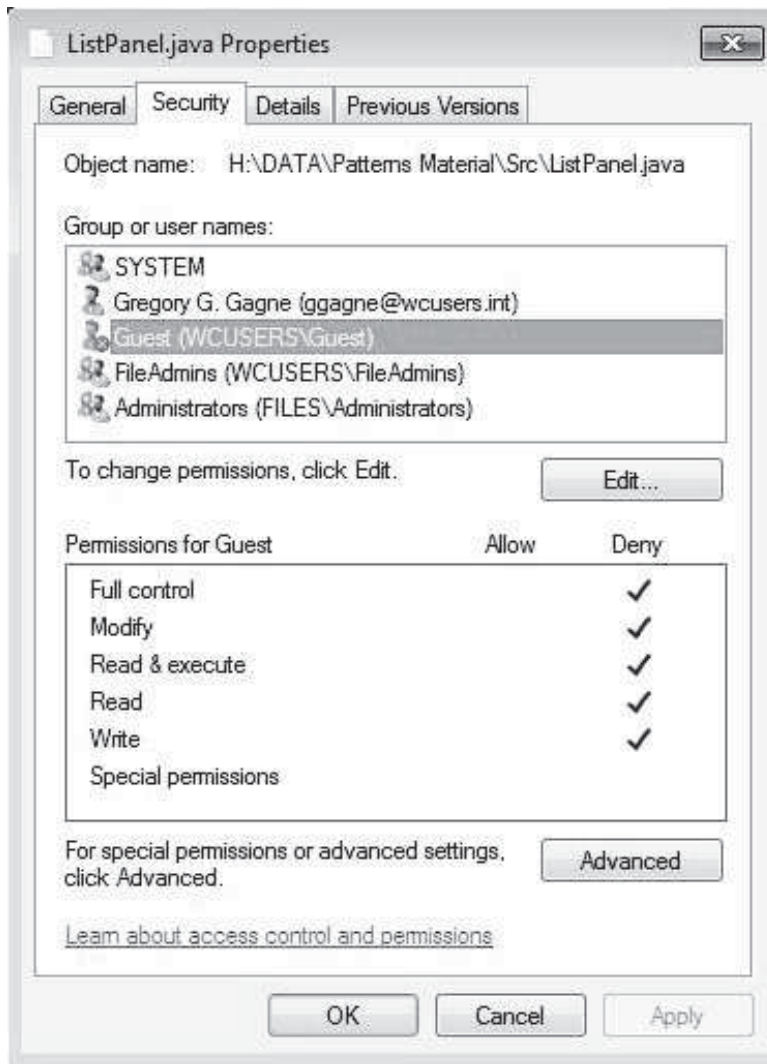 ListPanel.java Properties
General Security Details Previous Versions
Object name: H:\DATA\Patterns Material\Src\ListPanel.java
Group or user names:
SYSTEM
Gregory G. Gagne (ggagne@wcusers.int)
Guest (WCUSERS\Guest)
FileAdmins (WCUSERS\FileAdmins)
Administrators (FILES\Administrators)
To change permissions, click Edit.
Edit...
Permissions for Guest Allow Deny
Full control
Modify
Read & execute
Read
Write
Special permissions
For special permissions or advanced settings,
click Advanced.
Advanced
Learn about access control and permissions
OK Cancel Apply